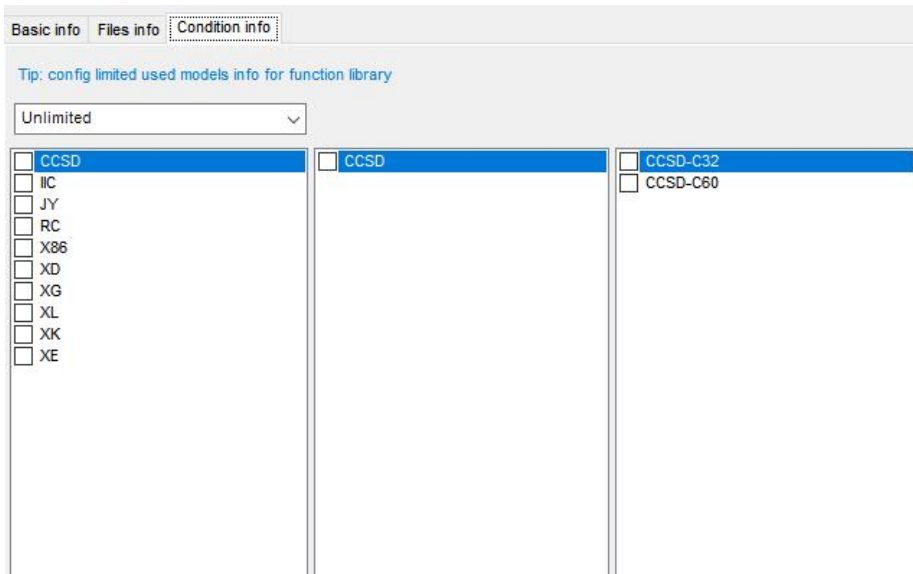 Basic info Files info Condition info
Tip: config limited used models info for function library
Unlimited
CCSD
IIC
JY
RC
X86
XD
XG
XL
XK
XE
CCSD
CCSD-C32
CCSD-C60